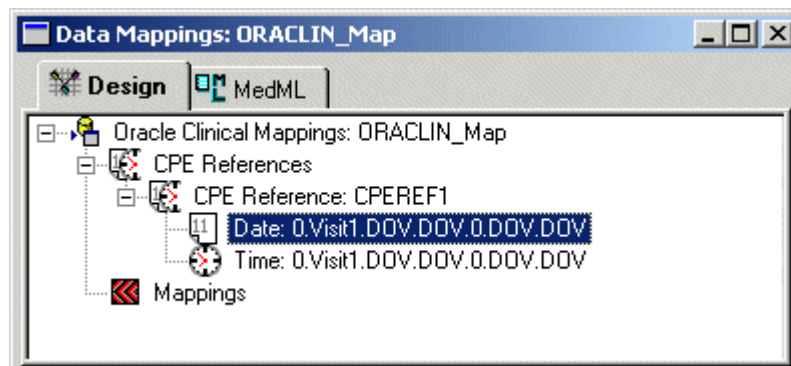 Data Mappings: ORACLIN_Map
Design MedML
Oracle Clinical Mappings: ORACLIN_Map
CPE References
CPE Reference: CPEREF1
11 Date: 0.Visit1.DOV.DOV.0.DOV.DOV
Time: 0.Visit1.DOV.DOV.0.DOV.DOV
Mappings